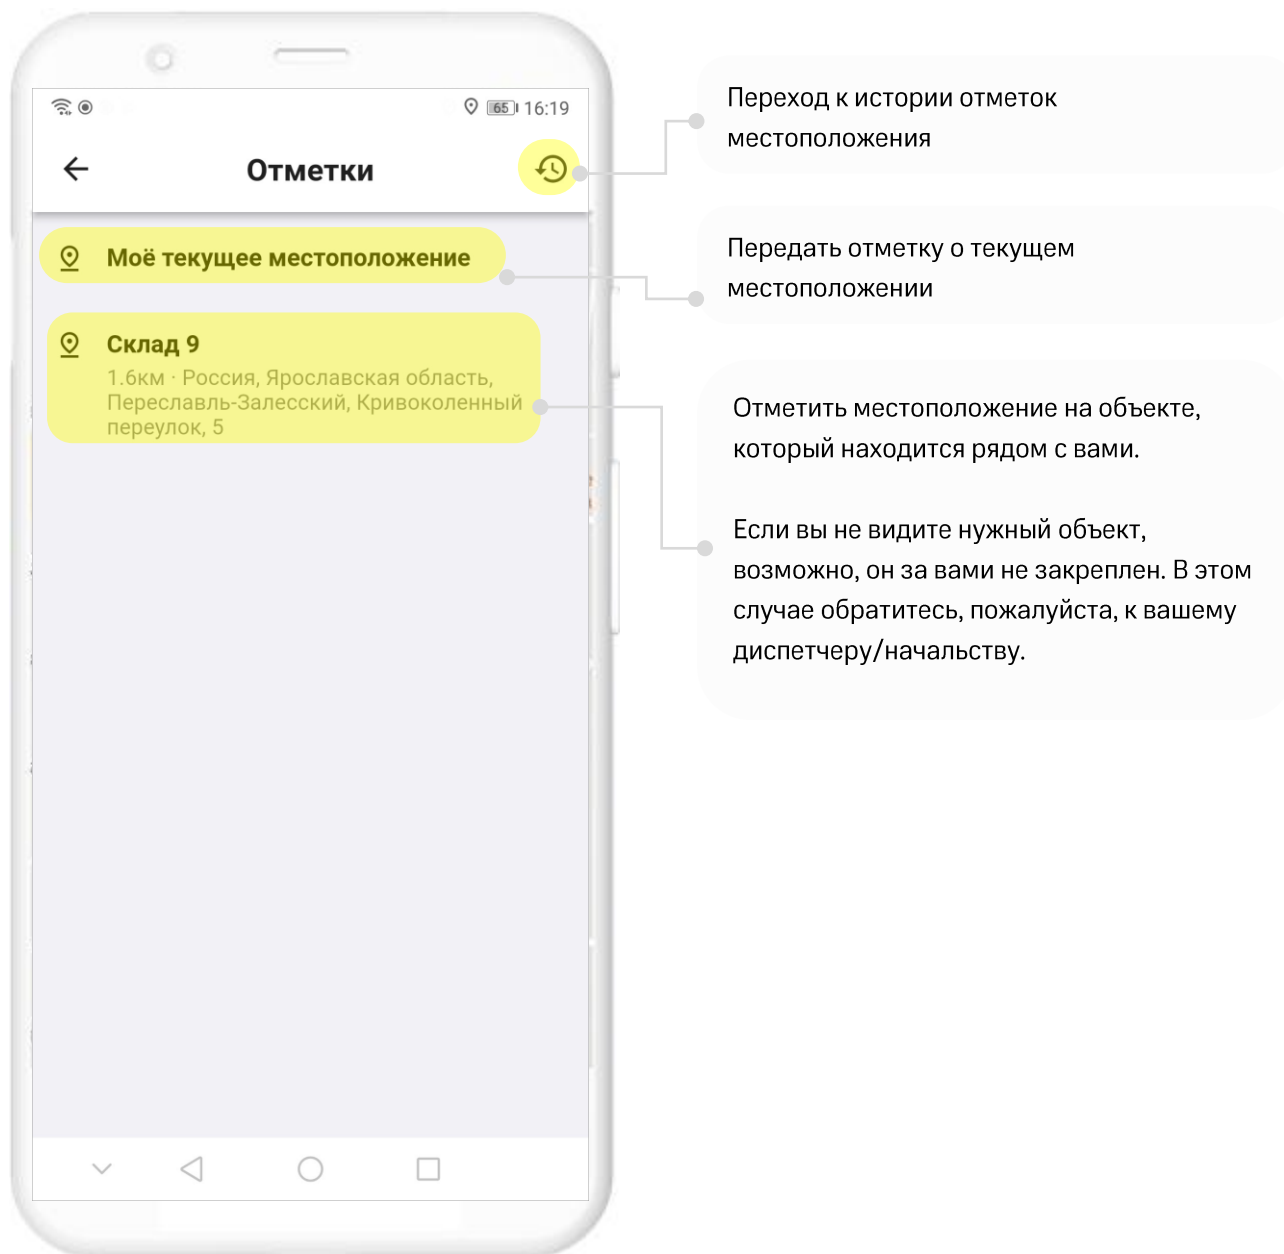 65 16:19
Отметки
Моё текущее местоположение
Склад 9
1.6км · Россия, Ярославская область,
Переславль-Залесский, Кривоколенный
переулок, 5
Переход к истории отметок
местоположения
Передать отметку о текущем
местоположении
Отметить местоположение на объекте,
который находится рядом с вами.
Если вы не видите нужный объект,
возможно, он за вами не закреплен. В этом
случае обратитесь, пожалуйста, к вашему
диспетчеру/начальству.